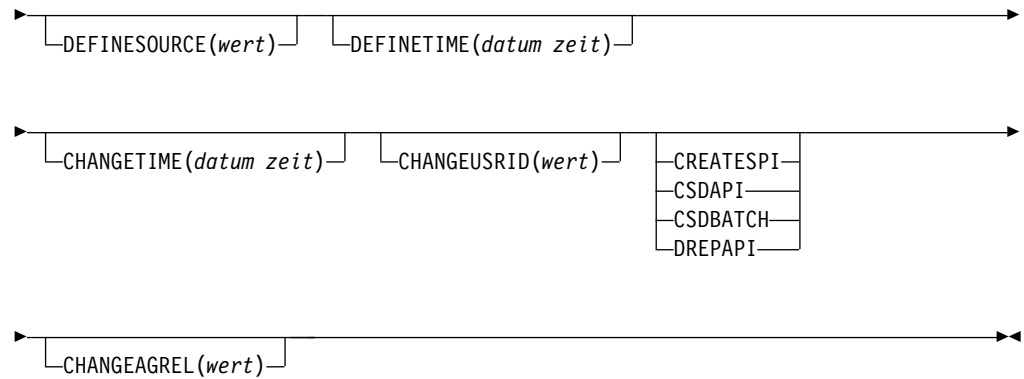 DEFINESOURCE(wert) DEFINETIME(datum zeit)
CHANGETIME(datum zeit) CHANGEUSRID(wert) CREATESPI
CSDAPI
CSDBATCH
DREPAPI
CHANGEAGREL(wert)